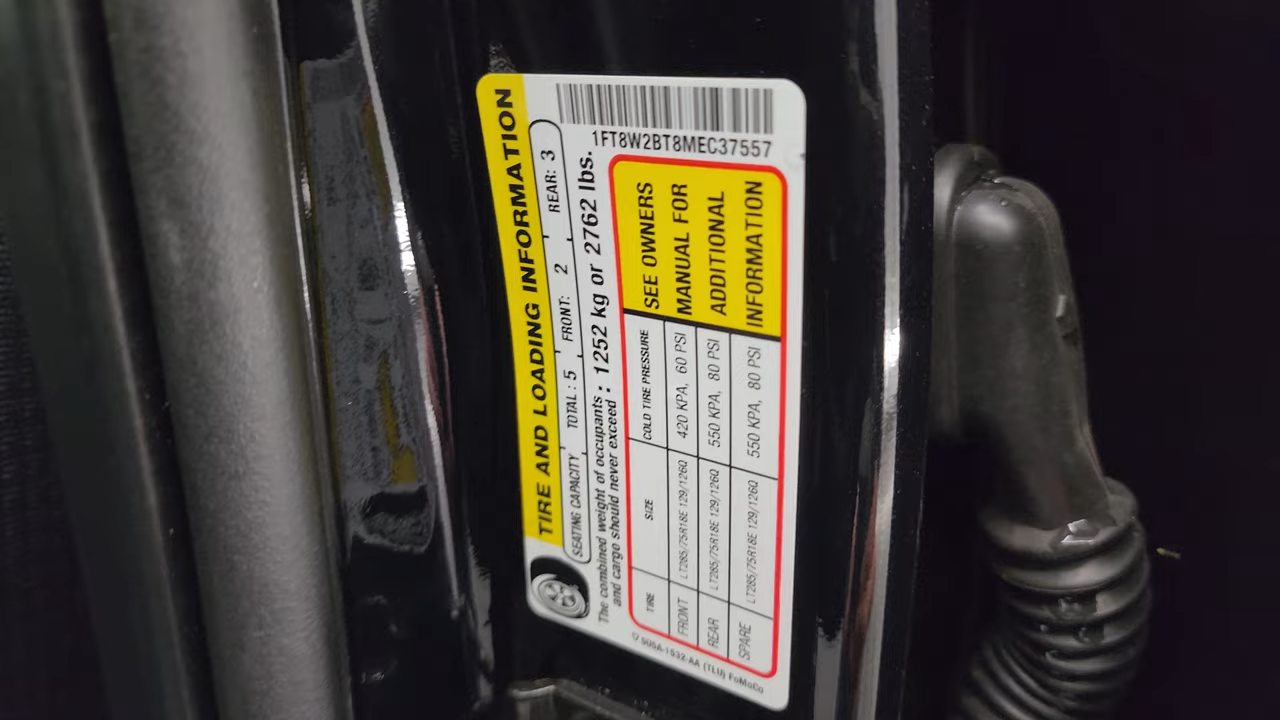 TIRE AND LOADING INFORMATION
SEATING CAPACITY TOTAL: 5 FRONT: 2 REAR: 3
The combined weight of occupants and cargo should never exceed : 1252 kg or 2762 lbs.
1FT8W2BT8MEC37557
TIRE SIZE COLD TIRE PRESSURE
FRONT LT285/75R18E 129/126Q 420 KPA, 60 PSI
REAR LT285/75R18E 129/126Q 550 KPA, 80 PSI
SPARE LT285/75R18E 129/126Q 550 KPA, 80 PSI
SEE OWNERS
MANUAL FOR
ADDITIONAL
INFORMATION
(TLU) FoMoCo